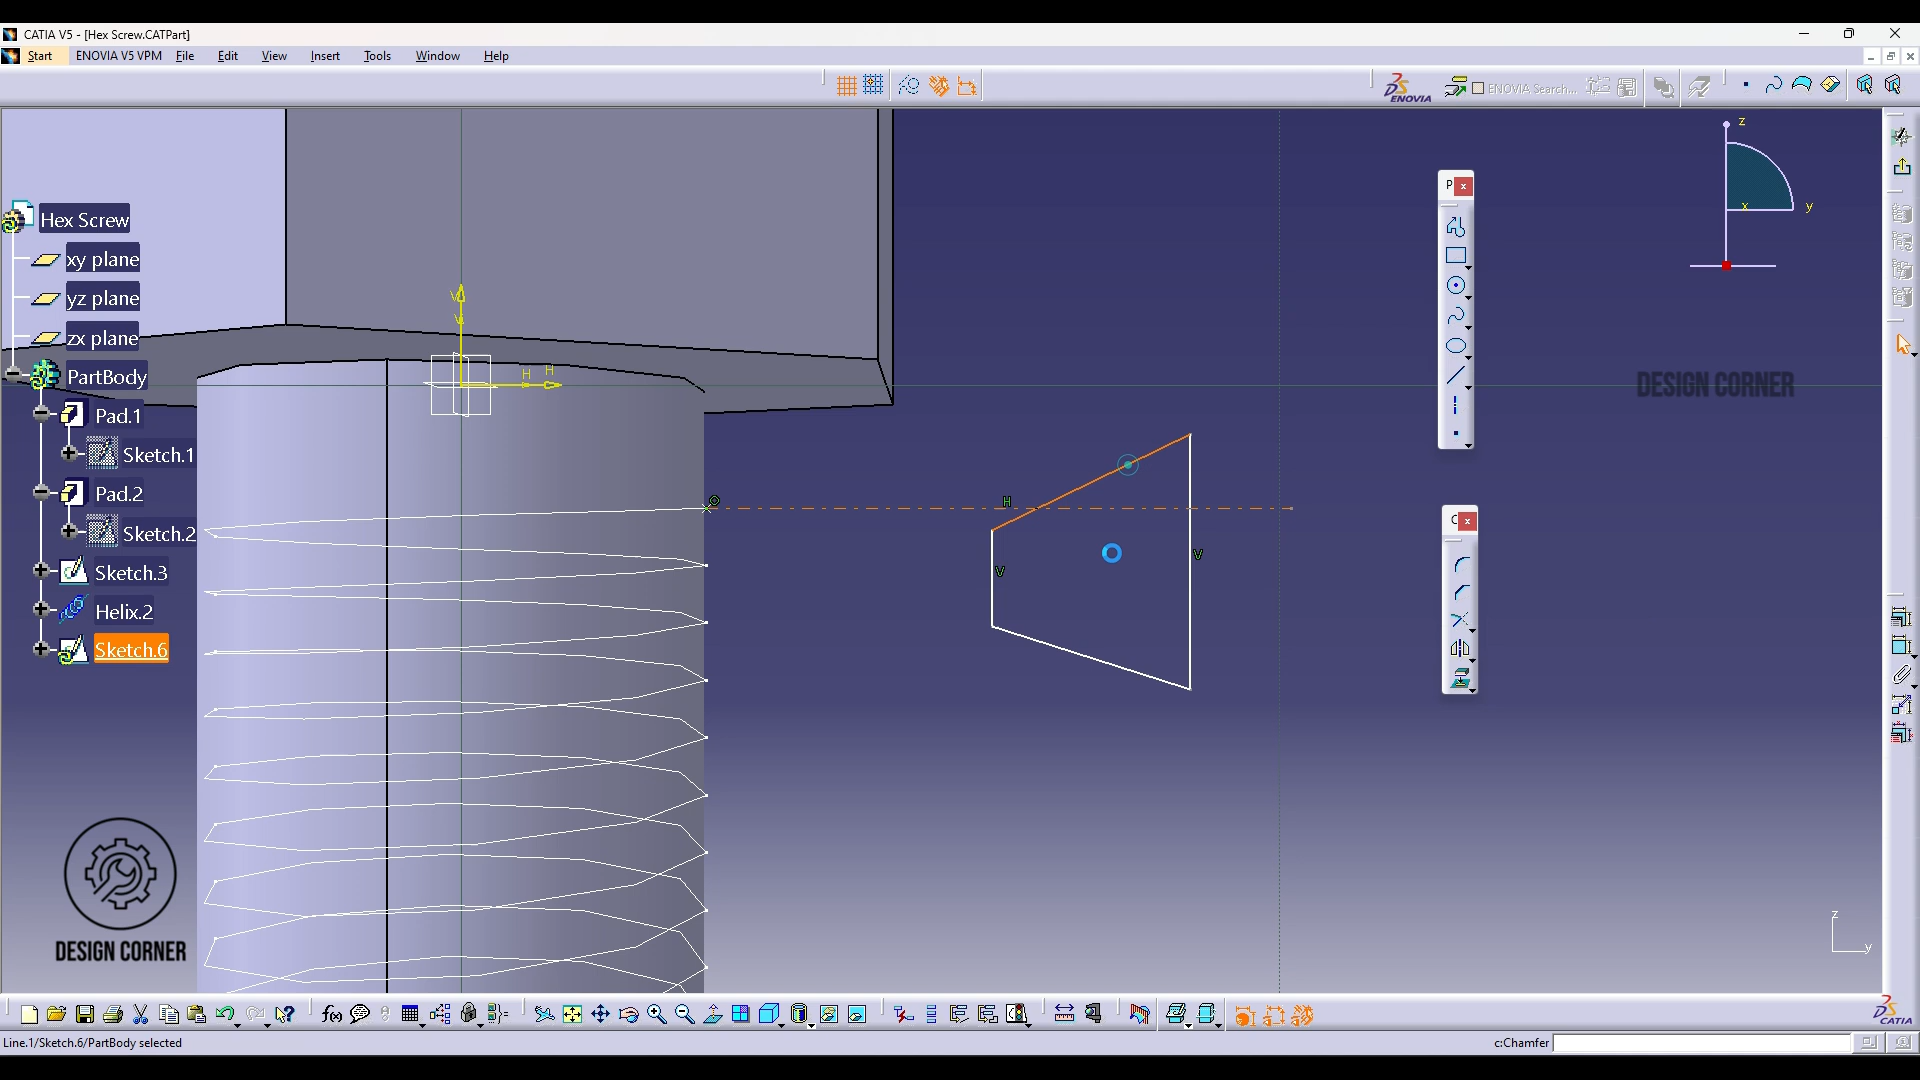 CATIA V5 - [Hex Screw.CATPart]
Start
ENOVIA V5 VPM
File
Edit
View
Insert
Tools
Window
Help
DS ENOVIA
ENOVIA Search...
z
x
y
P x
Hex Screw
xy plane
yz plane
zx plane
PartBody
Pad.1
Sketch.1
Pad.2
Sketch.2
Sketch.3
Helix.2
Sketch.6
V
V
H
H
H
V
V
DESIGN CORNER
C x
DESIGN CORNER
z
y
f(x)
DS CATIA
Line.1/Sketch.6/PartBody selected
c:Chamfer